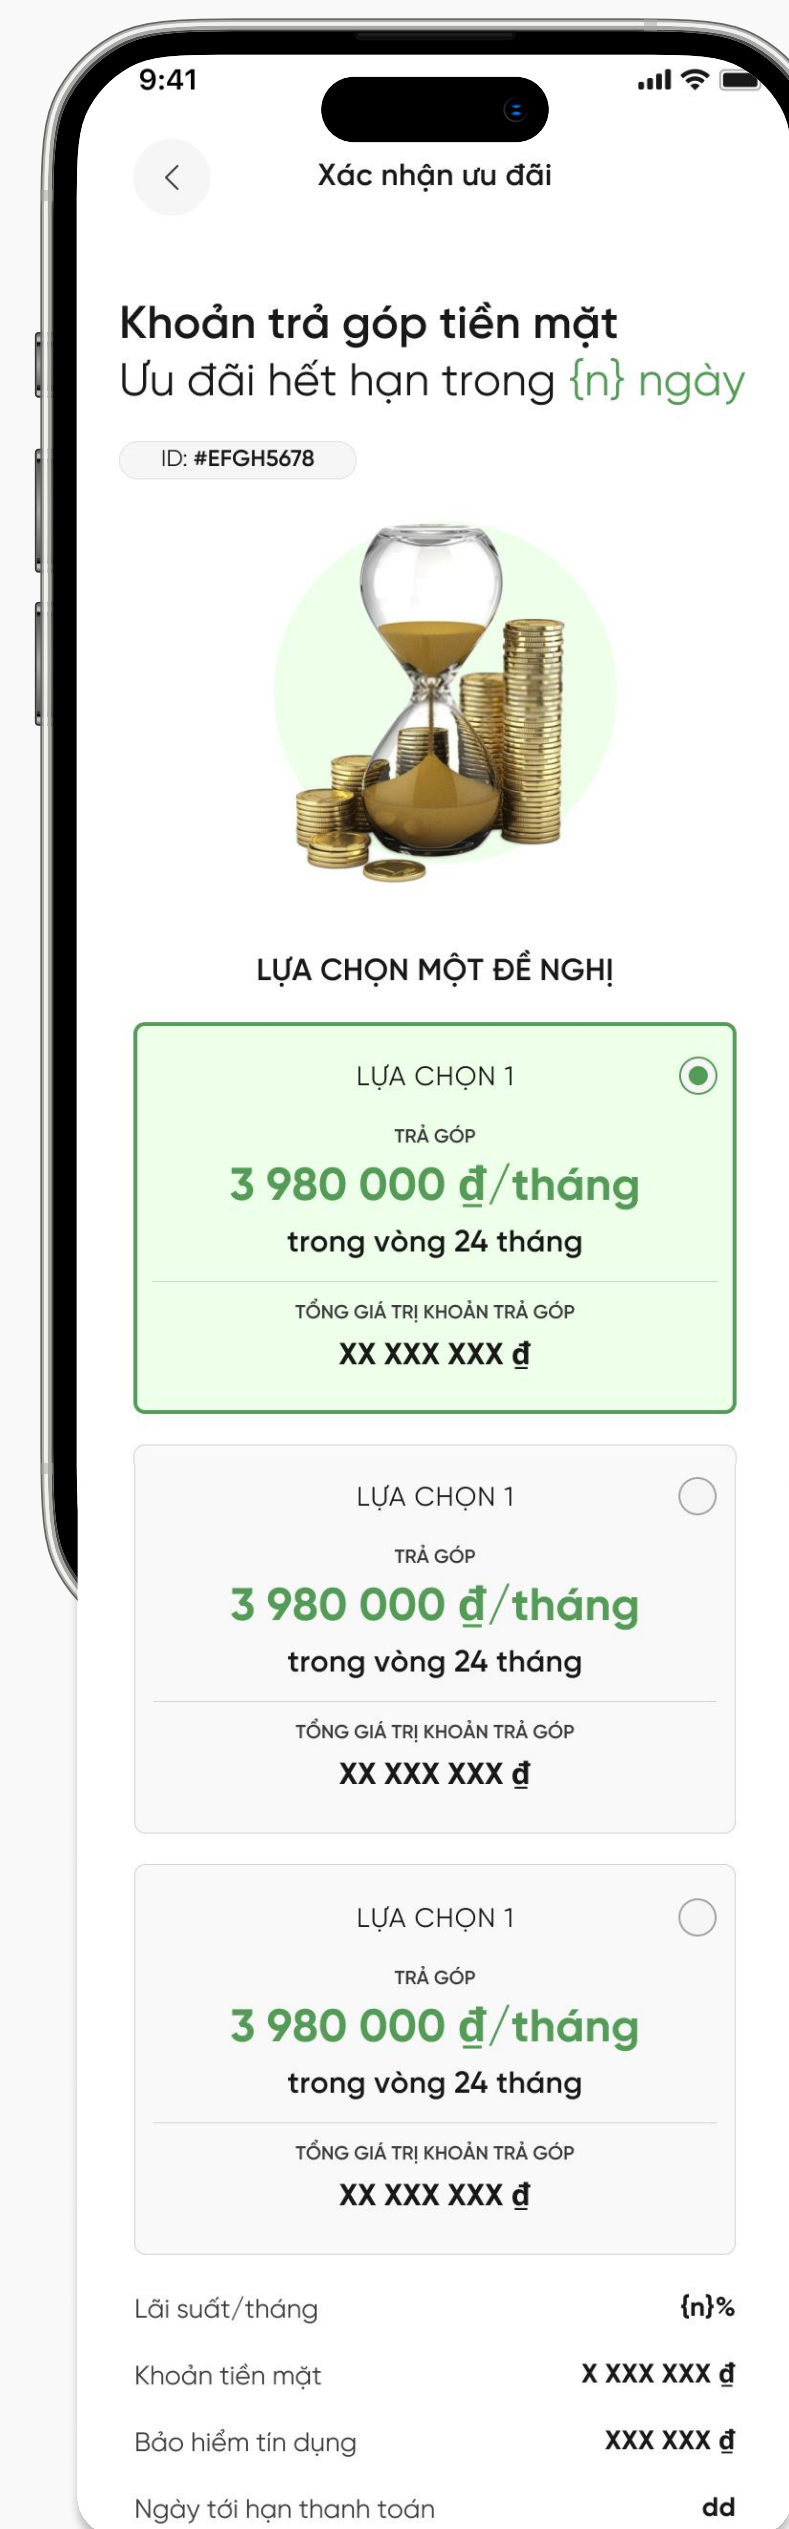 9:41
Xác nhận ưu đãi
Khoản trả góp tiền mặt
Ưu đãi hết hạn trong {n} ngày
ID: #EFGH5678
LỰA CHỌN MỘT ĐỀ NGHỊ
LỰA CHỌN 1
TRẢ GÓP
3 980 000 ₫/tháng
trong vòng 24 tháng
TỔNG GIÁ TRỊ KHOẢN TRẢ GÓP
XX XXX XXX ₫
LỰA CHỌN 1
TRẢ GÓP
3 980 000 ₫/tháng
trong vòng 24 tháng
TỔNG GIÁ TRỊ KHOẢN TRẢ GÓP
XX XXX XXX ₫
LỰA CHỌN 1
TRẢ GÓP
3 980 000 ₫/tháng
trong vòng 24 tháng
TỔNG GIÁ TRỊ KHOẢN TRẢ GÓP
XX XXX XXX ₫
Lãi suất/tháng {n}%
Khoản tiền mặt X XXX XXX ₫
Bảo hiểm tín dụng XXX XXX ₫
Ngày tới hạn thanh toán dd